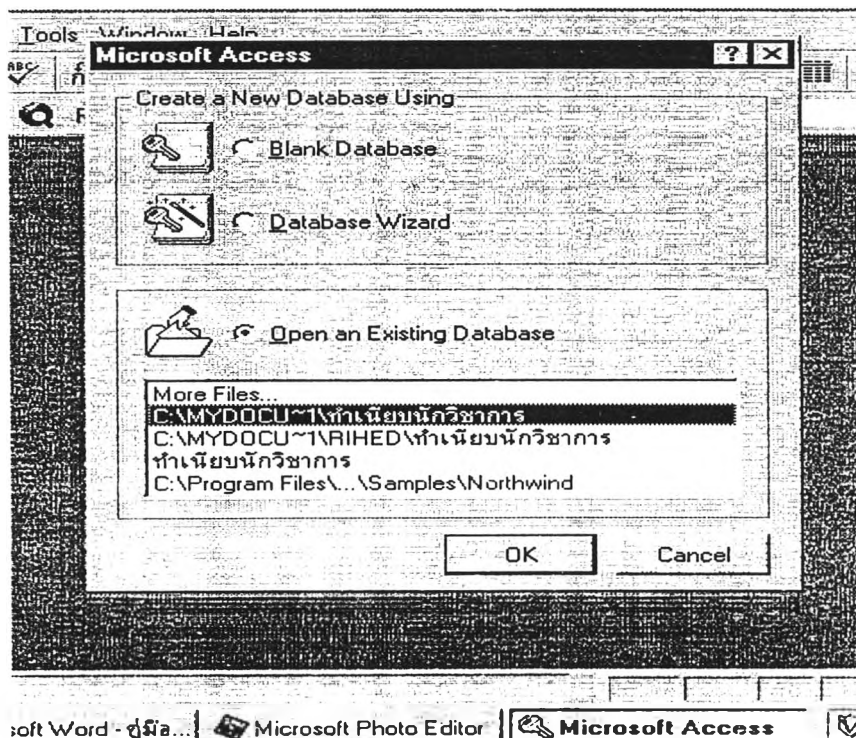 Tools Window Help
Microsoft Access
Create a New Database Using
Blank Database
Database Wizard
Open an Existing Database
More Files...
C:\MYDOCU~1\ทำเนียบนักวิชาการ
C:\MYDOCU~1\RIHED\ทำเนียบนักวิชาการ
ทำเนียบนักวิชาการ
C:\Program Files\...\Samples\Northwind
OK Cancel
soft Word - คู่มือ... Microsoft Photo Editor Microsoft Access